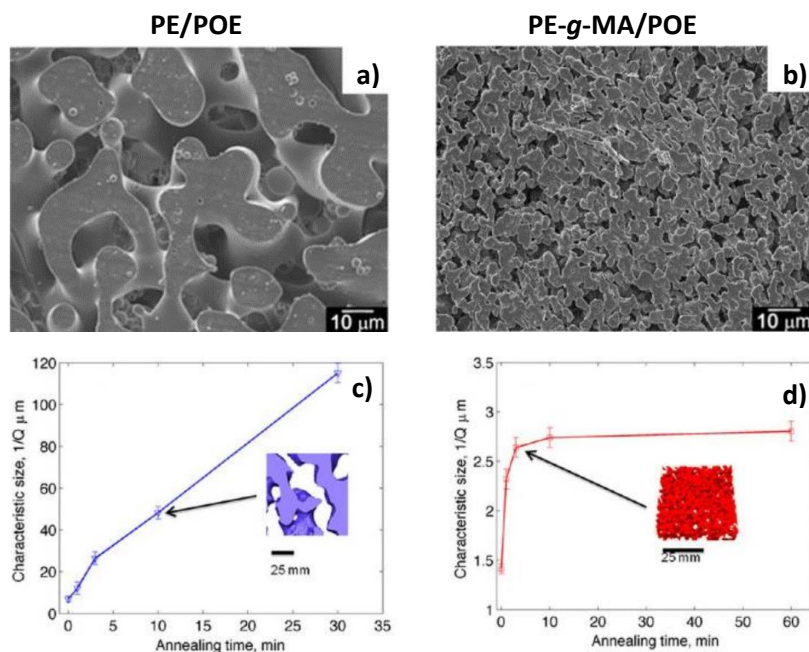 PE/POE
PE-g-MA/POE
a)
10 μm
b)
10 μm
120
100
80
60
40
20
0
Characteristic size, 1/Q μ m
0
5
10
15
20
25
30
35
Annealing time, min
c)
25 mm
3.5
3
2.5
2
1.5
1
Characteristic size, 1/Q μ m
0
10
20
30
40
50
60
Annealing time, min
d)
25 mm